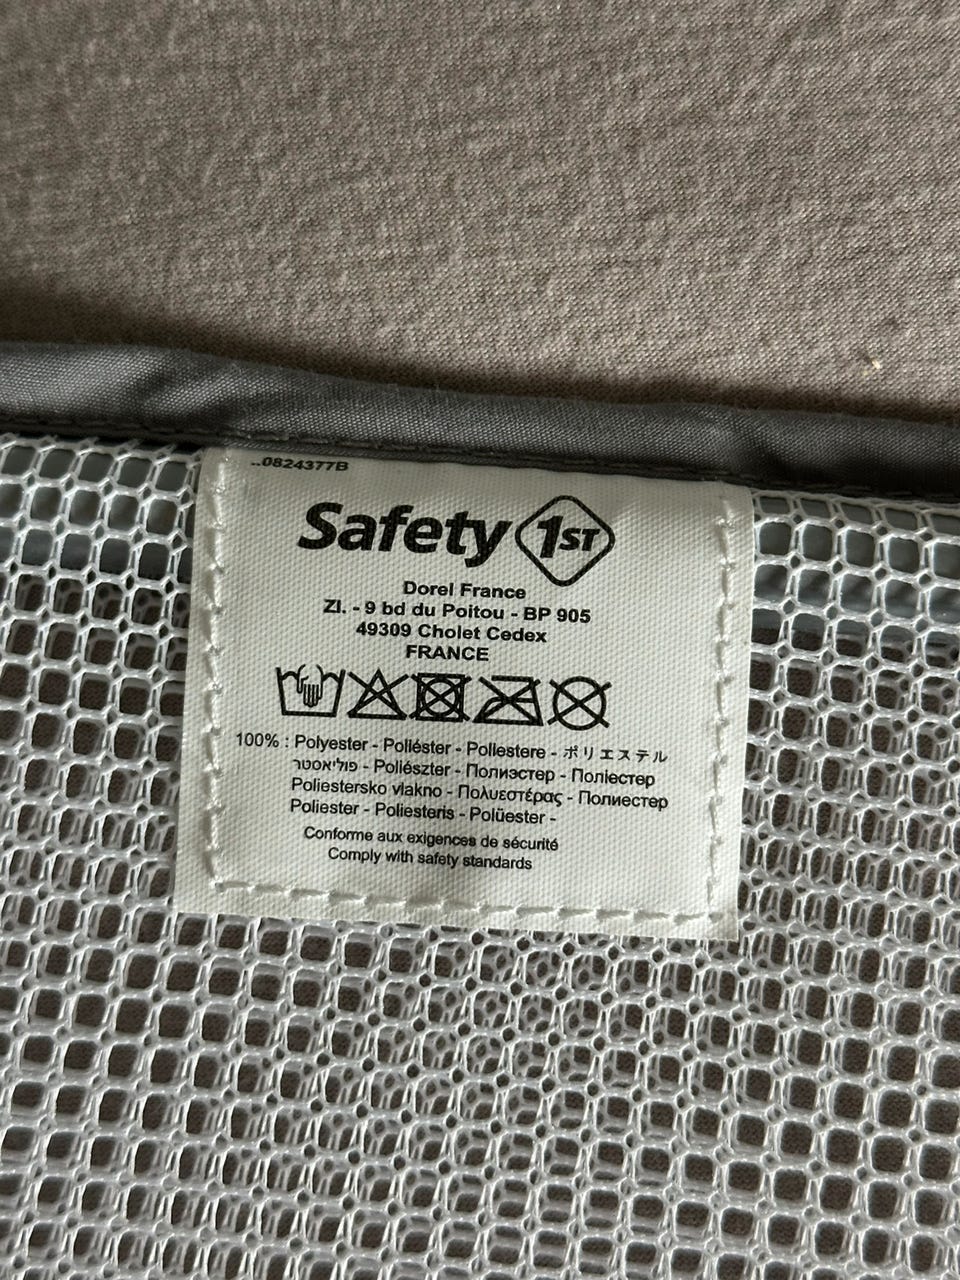 ..0824377B
Safety 1ST
Dorel France
ZI. - 9 bd du Poitou - BP 905
49309 Cholet Cedex
FRANCE
100% : Polyester - Poliéster - Poliestere - ポリエステル
פוליאסטר - Poliészter - Полиэстер - Поліестер
Poliestersko vlakno - Πολυεστέρας - Полиестер
Poliester - Poliesteris - Polüester -
Conforme aux exigences de sécurité
Comply with safety standards